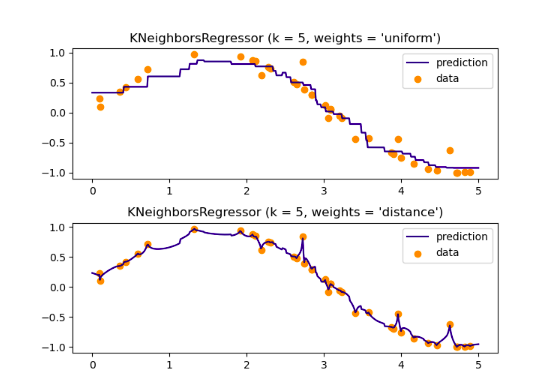 KNeighborsRegressor (k = 5, weights = 'uniform')
1.0
0.5
0.0
−0.5
−1.0
prediction
data
0 1 2 3 4 5
KNeighborsRegressor (k = 5, weights = 'distance')
1.0
0.5
0.0
−0.5
−1.0
prediction
data
0 1 2 3 4 5